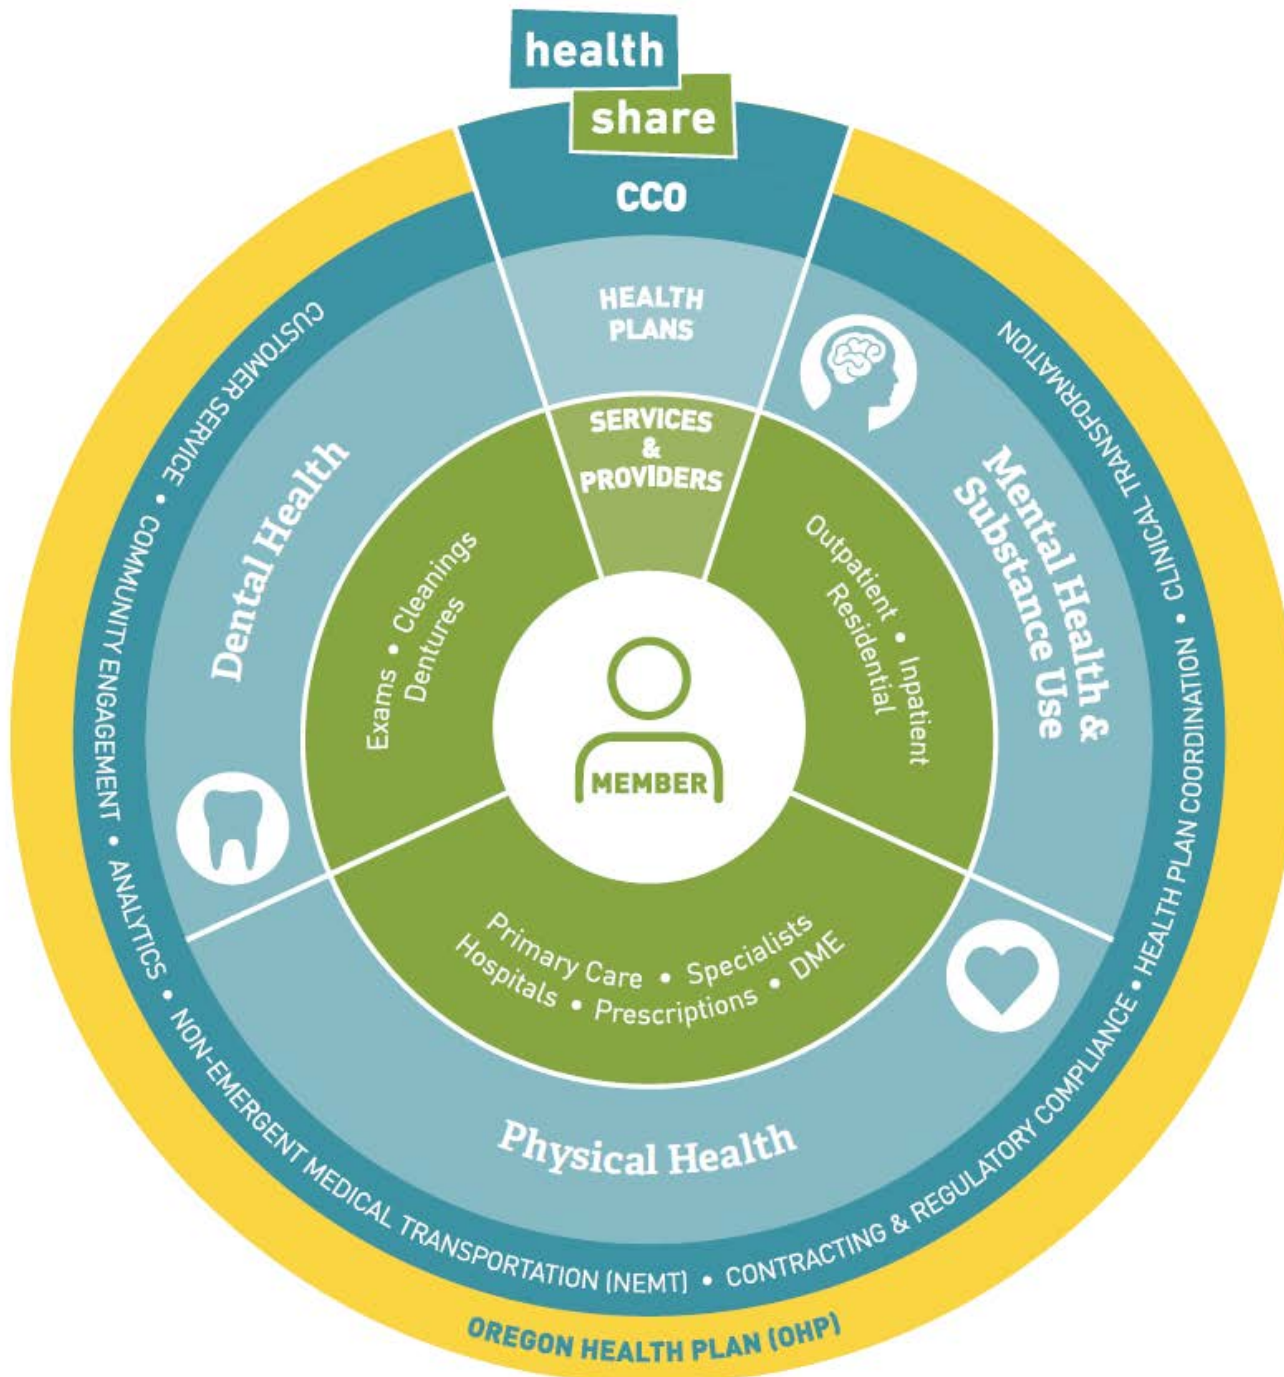 health
share
CCO
HEALTH
PLANS
SERVICES
&
PROVIDERS
CUSTOMER SERVICE • COMMUNITY ENGAGEMENT • ANALYTICS • NON-EMERGENT MEDICAL TRANSPORTATION (NEMT) • CONTRACTING & REGULATORY COMPLIANCE • HEALTH PLAN COORDINATION • CLINICAL TRANSFORMATION
Dental Health
Exams • Cleanings
Dentures
Mental Health &
Substance Use
Outpatient • Inpatient
Residential
MEMBER
Primary Care • Specialists
Hospitals • Prescriptions • DME
Physical Health
OREGON HEALTH PLAN (OHP)